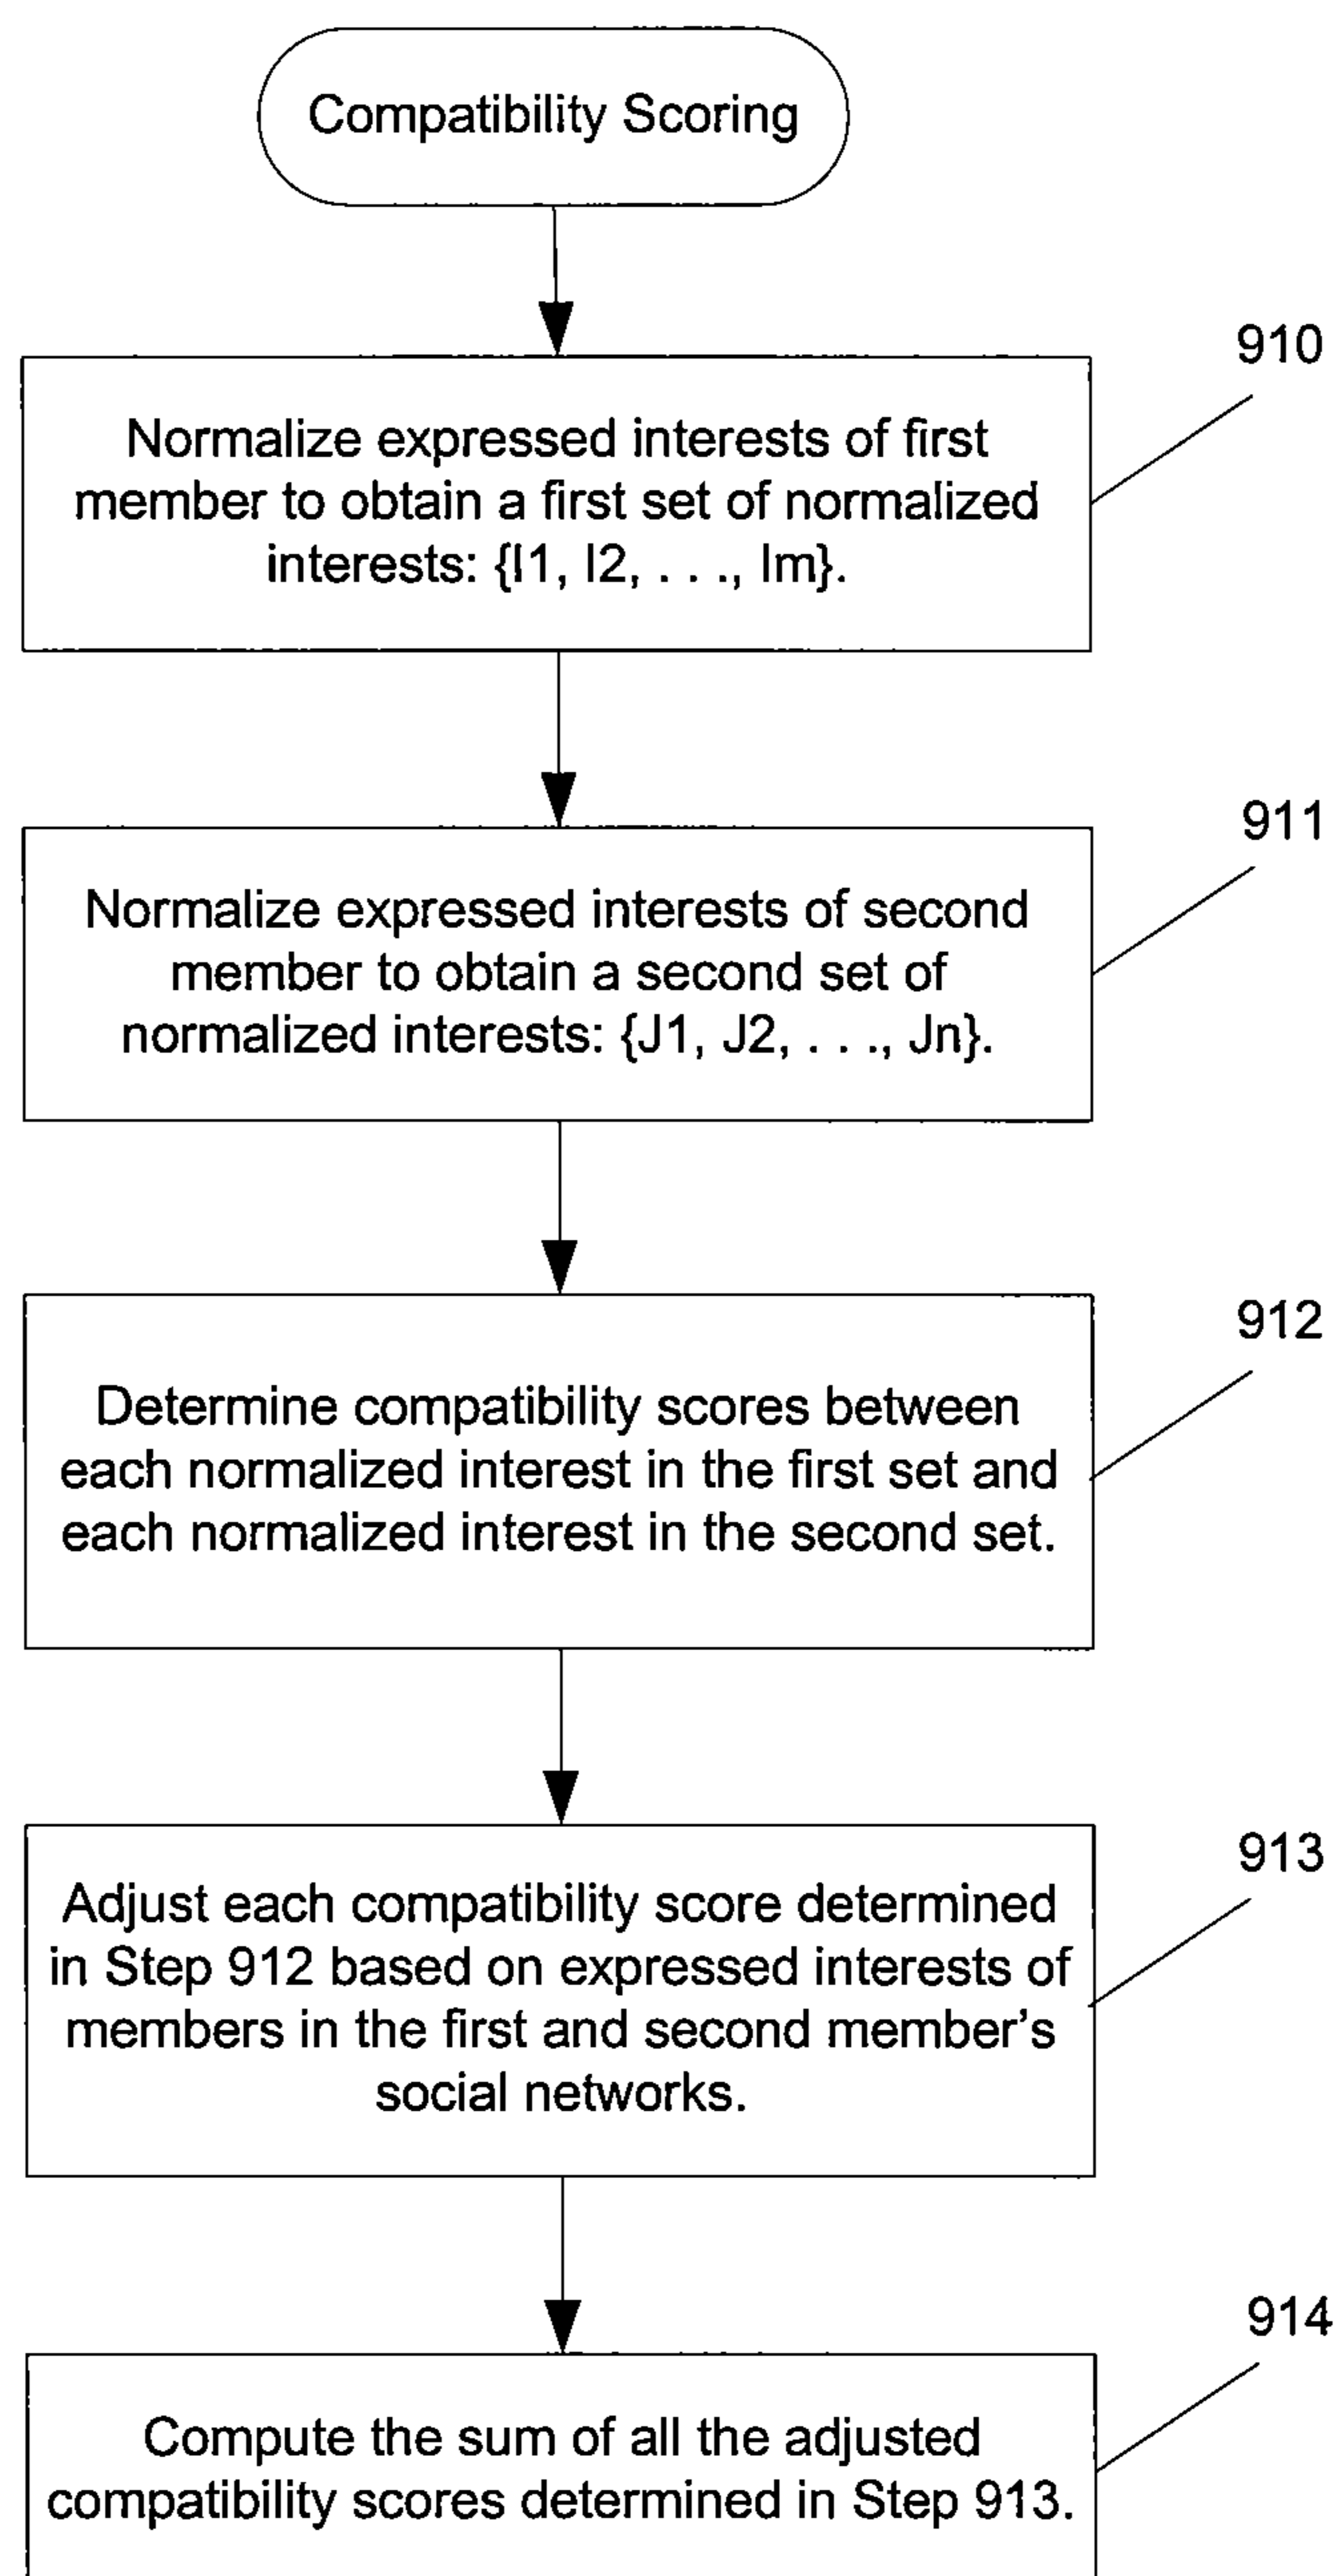 Compatibility Scoring
910
Normalize expressed interests of first
member to obtain a first set of normalized
interests: {I1, I2, . . ., Im}.
911
Normalize expressed interests of second
member to obtain a second set of
normalized interests: {J1, J2, . . ., Jn}.
912
Determine compatibility scores between
each normalized interest in the first set and
each normalized interest in the second set.
913
Adjust each compatibility score determined
in Step 912 based on expressed interests of
members in the first and second member’s
social networks.
914
Compute the sum of all the adjusted
compatibility scores determined in Step 913.